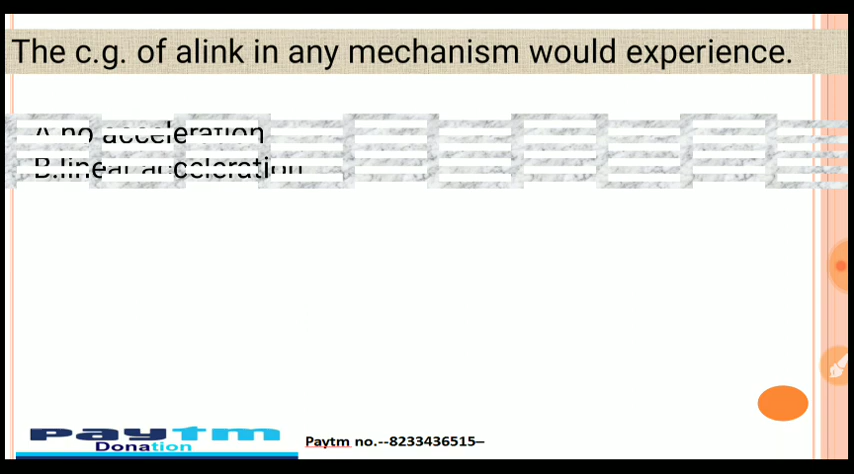 The c.g. of alink in any mechanism would experience.
A.no acceleration
B.linear acceleration
paytm
Donation
Paytm no.--8233436515–